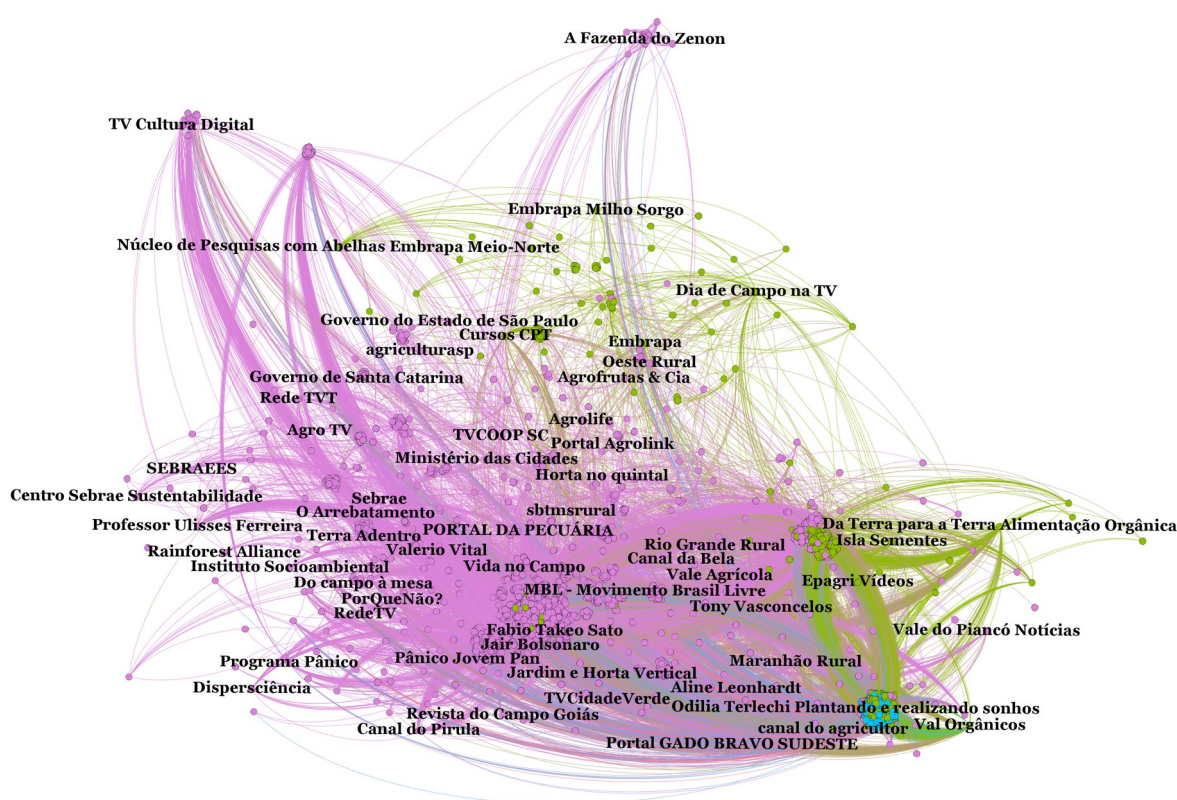 A Fazenda do Zenon
TV Cultura Digital
Embrapa Milho Sorgo
Núcleo de Pesquisas com Abelhas Embrapa Meio-Norte
Dia de Campo na TV
Governo do Estado de São Paulo
Cursos CPT
Embrapa
agriculturasp
Oeste Rural
Governo de Santa Catarina
Agrofrutas & Cia
Rede TVT
Agrolife
Agro TV
TVCOOP SC
Portal Agrolink
Ministério das Cidades
SEBRAEES
Horta no quintal
Centro Sebrae Sustentabilidade
Sebrae
O Arrebatamento
sbtmsrural
Professor Ulisses Ferreira
Da Terra para a Terra Alimentação Orgânica
PORTAL DA PECUÁRIA
Terra Adentro
Isla Sementes
Rio Grande Rural
Rainforest Alliance
Valerio Vital
Canal da Bela
Instituto Socioambiental
Vida no Campo
Vale Agrícola
Do campo à mesa
Epagri Vídeos
MBL - Movimento Brasil Livre
PorQueNão?
Tony Vasconcelos
RedeTV
Fabio Takeo Sato
Vale do Piancó Notícias
Jair Bolsonaro
Pânico Jovem Pan
Programa Pânico
Maranhão Rural
Jardim e Horta Vertical
Dispersciência
Aline Leonhardt
TVCidadeVerde
Odilia Terlechi Plantando e realizando sonhos
Revista do Campo Goiás
Val Orgânicos
Canal do Pirula
canal do agricultor
Portal GADO BRAVO SUDESTE